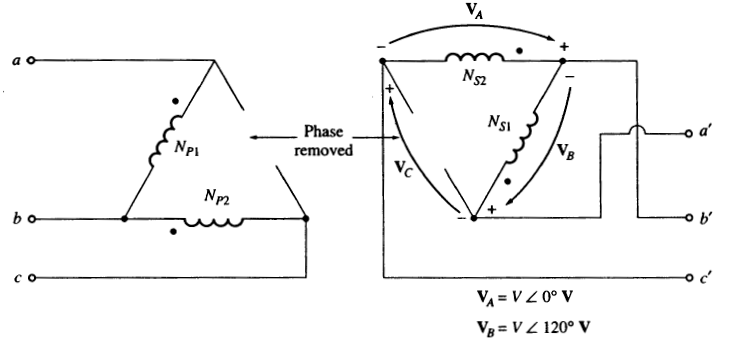 V_A
a
N_P1
N_P2
b
c
Phase
removed
−
+
N_S2
+
−
N_S1
V_B
V_C
−
+
a′
b′
c′
V_A = V ∠ 0° V
V_B = V ∠ 120° V